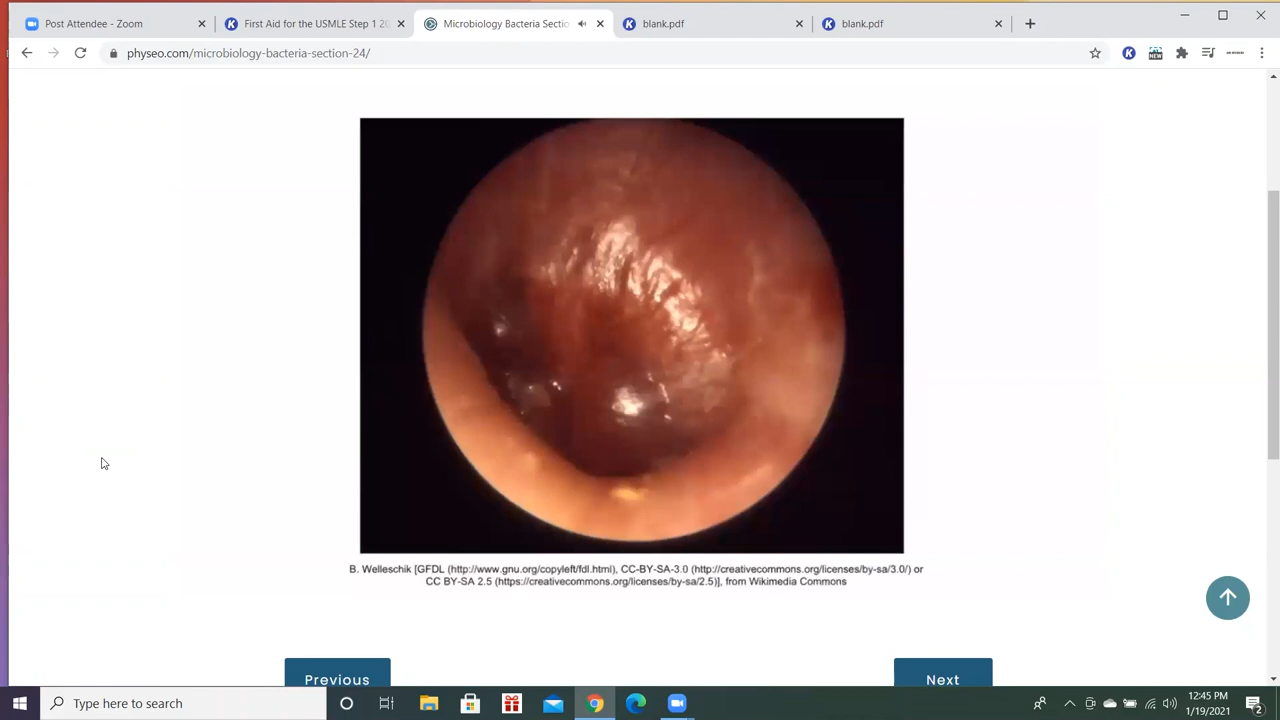 Post Attendee - Zoom
First Aid for the USMLE Step 1 20
Microbiology Bacteria Sectio
blank.pdf
blank.pdf
physeo.com/microbiology-bacteria-section-24/
NEW
B. Welleschik [GFDL (http://www.gnu.org/copyleft/fdl.html), CC-BY-SA-3.0 (http://creativecommons.org/licenses/by-sa/3.0/) or
CC BY-SA 2.5 (https://creativecommons.org/licenses/by-sa/2.5)], from Wikimedia Commons
Previous
Next
Type here to search
12:45 PM
1/19/2021
2